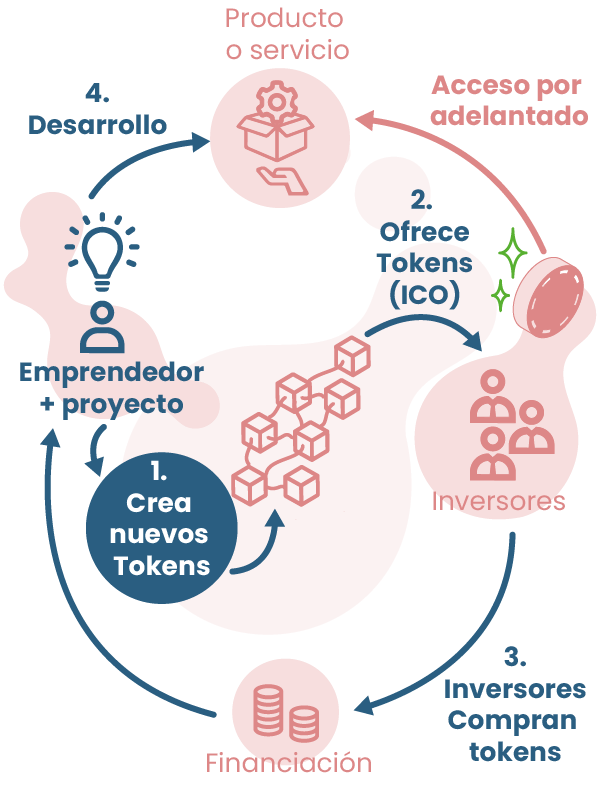 Producto
o servicio
Acceso por
adelantado
4.
Desarrollo
2.
Ofrece
Tokens
(ICO)
Emprendedor
+ proyecto
1.
Crea
nuevos
Tokens
Inversores
3.
Inversores
Compran
tokens
Financiación